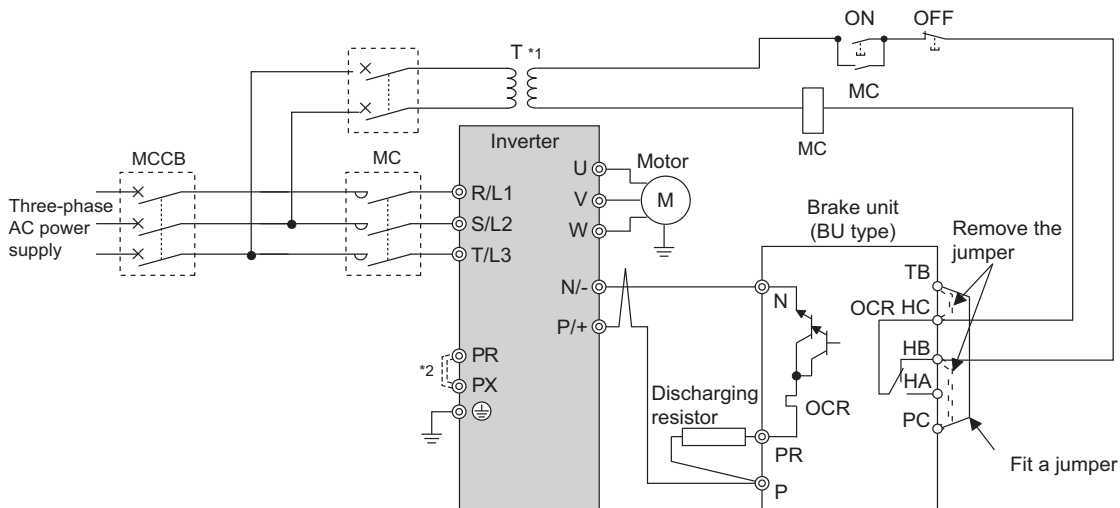 ON
OFF
T *1
MC
MC
Inverter
MCCB
MC
Three-phase
AC power
supply
R/L1
S/L2
T/L3
U
V
W
Motor
M
N/-
P/+
PR
PX
*2
Brake unit
(BU type)
Remove the
jumper
N
TB
OCR HC
HB
HA
PC
Discharging
resistor
OCR
PR
P
Fit a jumper